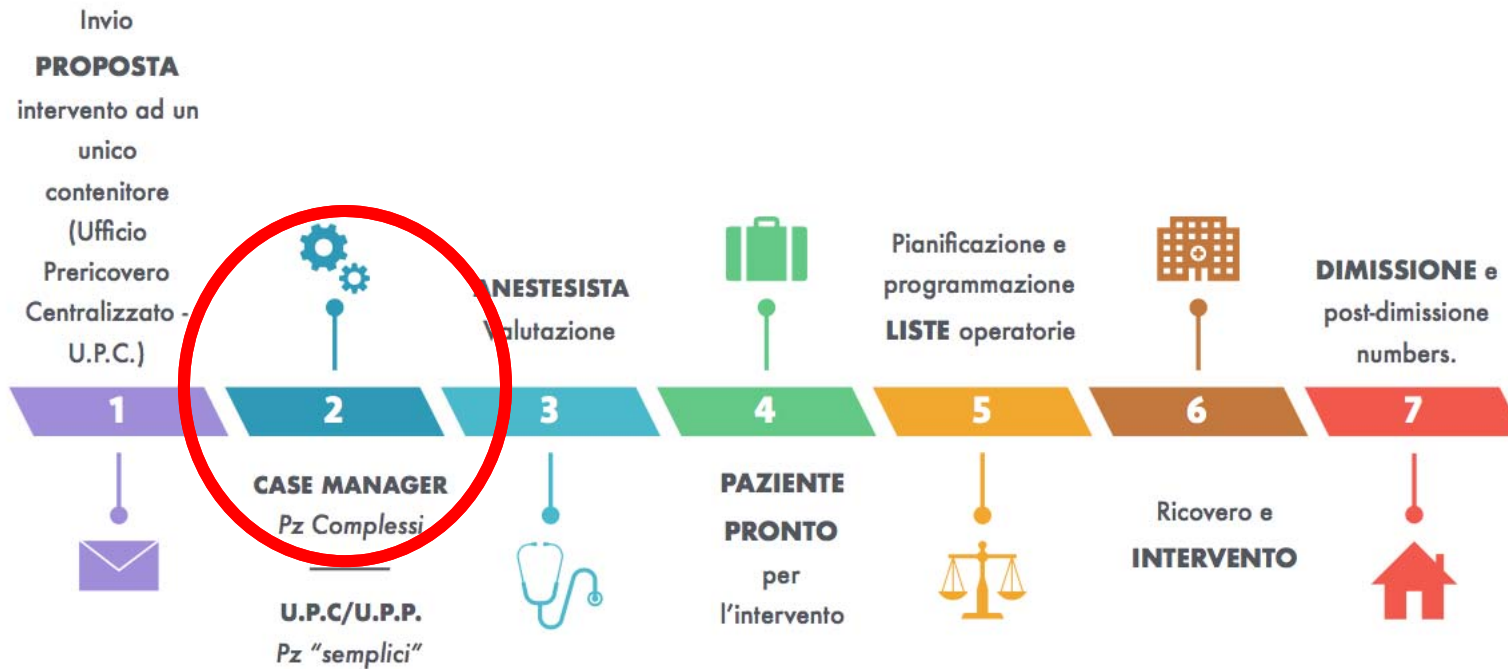 Invio
PROPOSTA
intervento ad un
unico
contenitore
(Ufficio
Prericovero
Centralizzato -
U.P.C.)
1
2
CASE MANAGER
Pz Complessi
U.P.C/U.P.P.
Pz "semplici"
ANESTESISTA
Valutazione
3
4
PAZIENTE
PRONTO
per
l'intervento
Pianificazione e
programmazione
LISTE operatorie
5
6
Ricovero e
INTERVENTO
DIMISSIONE e
post-dimissione
numbers.
7